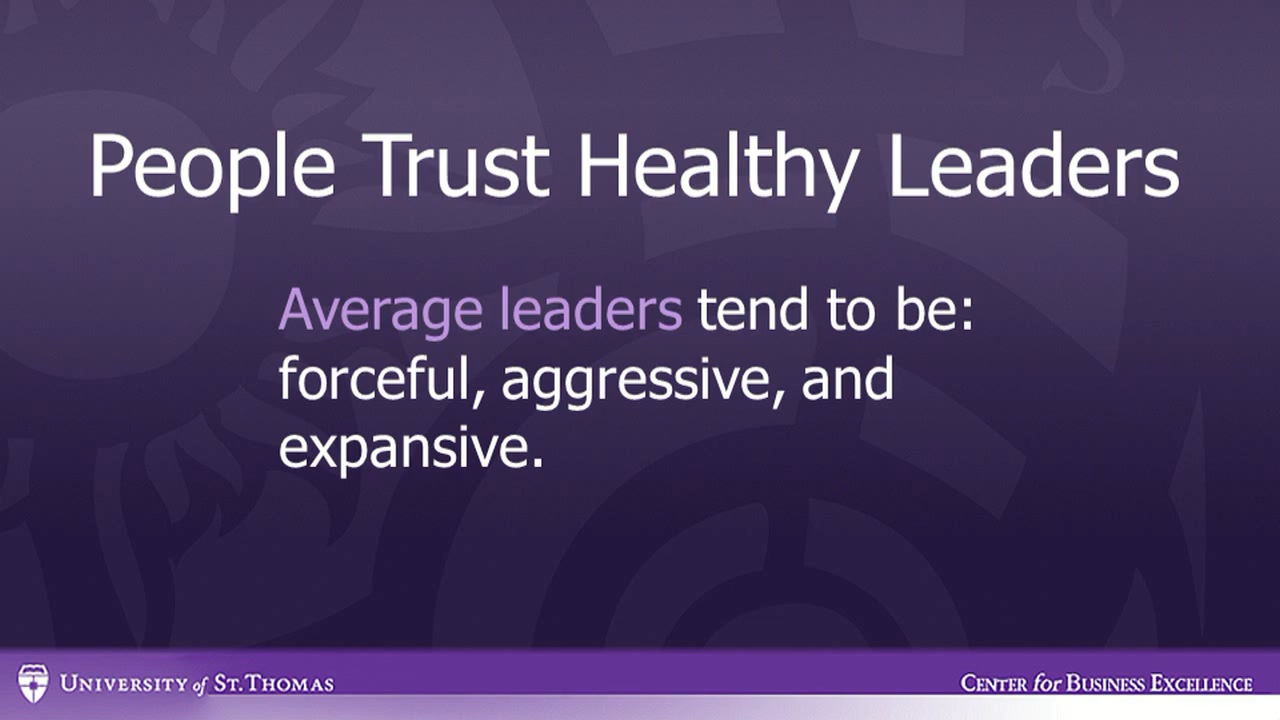 People Trust Healthy Leaders
Average leaders tend to be:
forceful, aggressive, and
expansive.
UNIVERSITY of ST. THOMAS
CENTER for BUSINESS EXCELLENCE